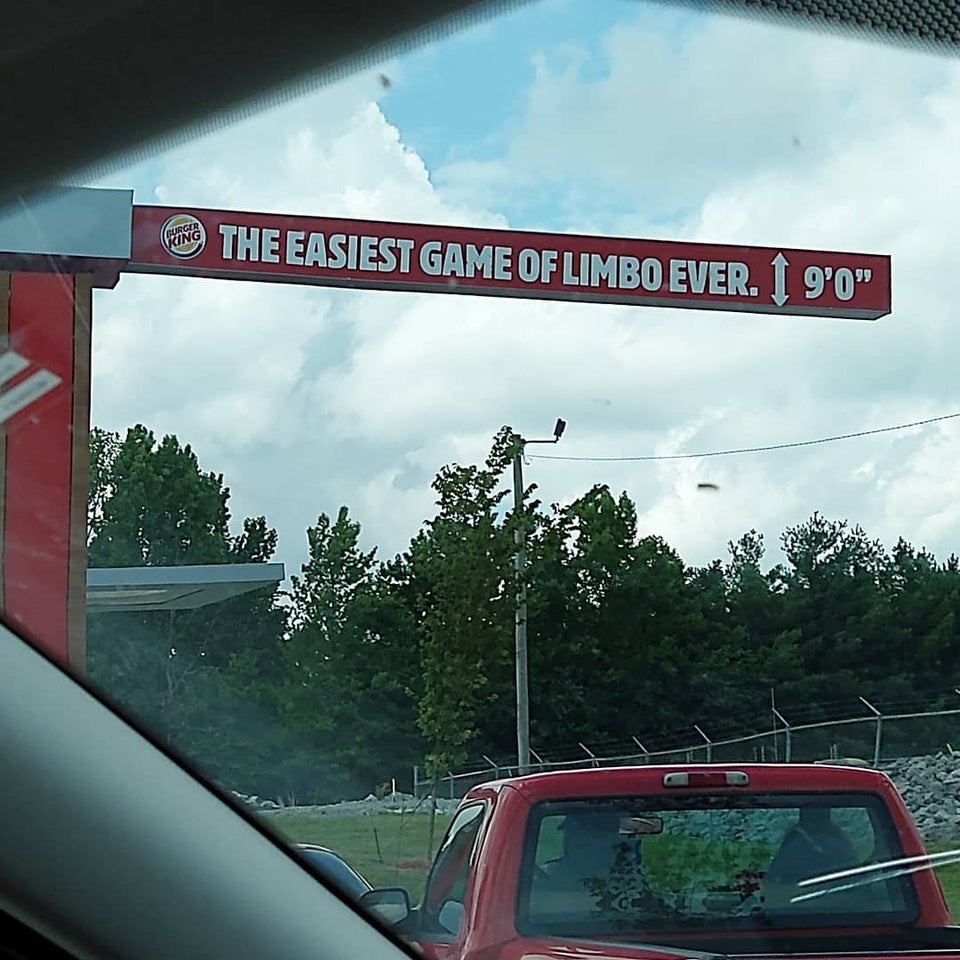 BURGER
KING
THE EASIEST GAME OF LIMBO EVER. ↕ 9'0"